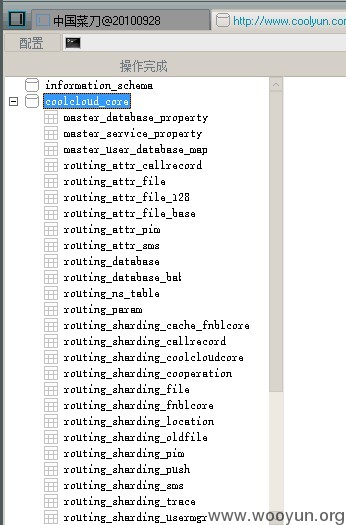 中国菜刀@20100928
http://www.coolyun.com
配置
操作完成
information_schema
coolcloud_core
master_database_property
master_service_property
master_user_database_map
routing_attr_callrecord
routing_attr_file
routing_attr_file_128
routing_attr_file_base
routing_attr_pim
routing_attr_sms
routing_database
routing_database_bak
routing_ns_table
routing_param
routing_sharding_cache_fnblcore
routing_sharding_callrecord
routing_sharding_coolcloudcore
routing_sharding_cooperation
routing_sharding_file
routing_sharding_fnblcore
routing_sharding_location
routing_sharding_oldfile
routing_sharding_pim
routing_sharding_push
routing_sharding_sms
routing_sharding_trace
routing_sharding_usermgr
www.wooyun.org